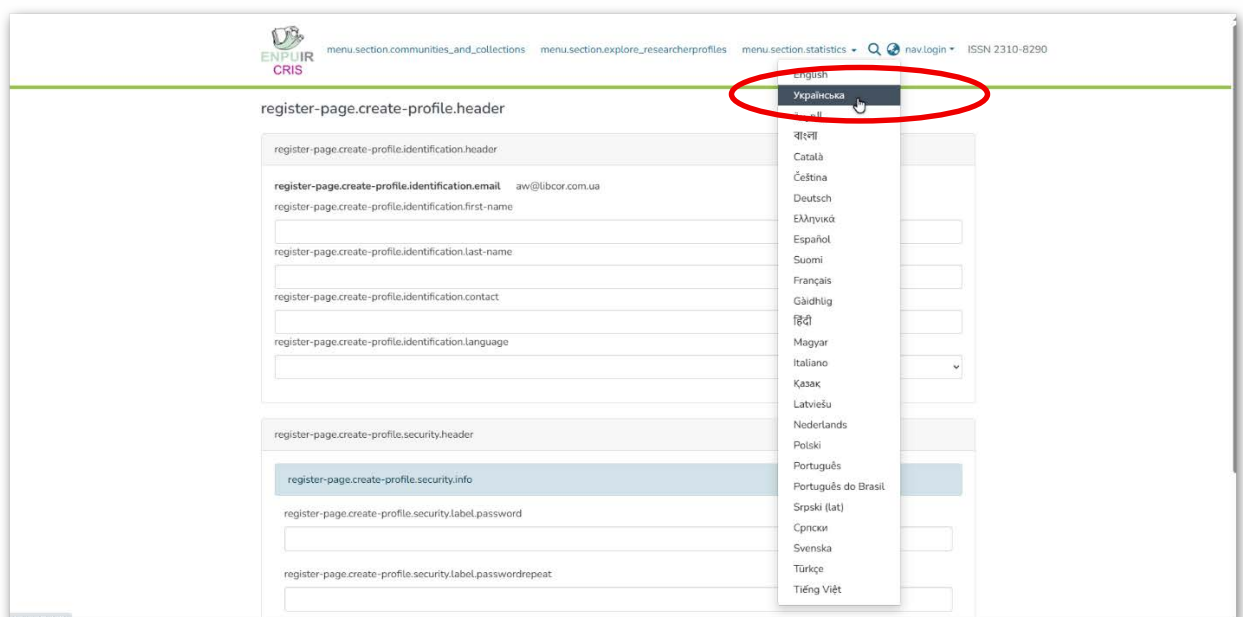 ENPUIR
CRIS
menu.section.communities_and_collections menu.section.explore_researcherprofiles menu.section.statistics nav.login ISSN 2310-8290
register-page.create-profile.header
register-page.create-profile.identification.header
register-page.create-profile.identification.email aw@libcor.com.ua
register-page.create-profile.identification.first-name
register-page.create-profile.identification.last-name
register-page.create-profile.identification.contact
register-page.create-profile.identification.language
register-page.create-profile.security.header
register-page.create-profile.security.info
register-page.create-profile.security.label.password
register-page.create-profile.security.label.passwordrepeat
English
Українська
বাংলা
Català
Čeština
Deutsch
Ελληνικά
Español
Suomi
Français
Gàidhlig
हिंदी
Magyar
Italiano
Қазақ
Latviešu
Nederlands
Polski
Português
Português do Brasil
Srpski (lat)
Српски
Svenska
Türkçe
Tiếng Việt